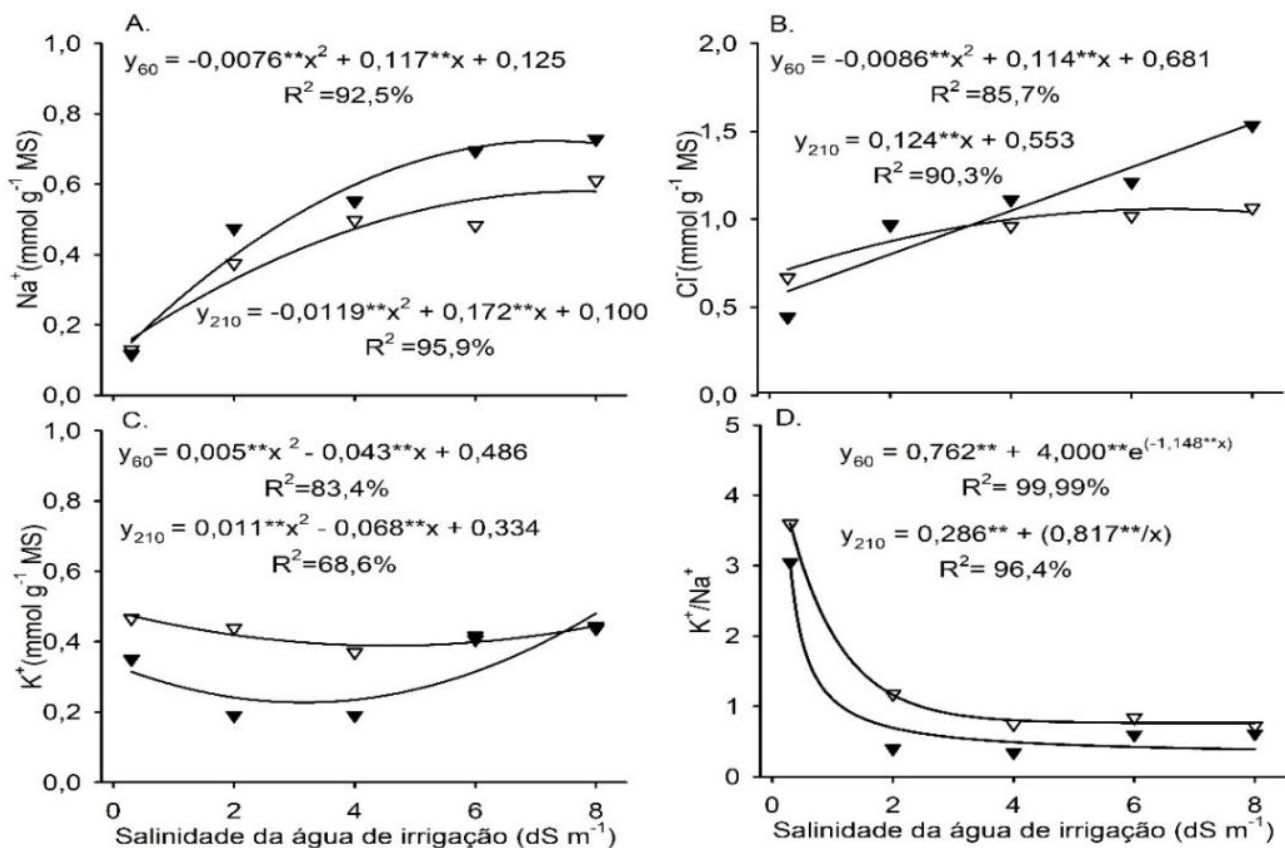 A.
1,0
0,8
0,6
0,4
0,2
0,0
Na⁺(mmol g⁻¹ MS)
y₆₀ = -0,0076**x² + 0,117**x + 0,125
R² =92,5%
y₂₁₀ = -0,0119**x² + 0,172**x + 0,100
R² =95,9%
B.
2,0
1,5
1,0
0,5
0,0
Cl⁻(mmol g⁻¹ MS)
y₆₀ = -0,0086**x² + 0,114**x + 0,681
R² =85,7%
y₂₁₀ = 0,124**x + 0,553
R² =90,3%
C.
1,0
0,8
0,6
0,4
0,2
0,0
K⁺(mmol g⁻¹ MS)
y₆₀= 0,005**x ² - 0,043**x + 0,486
R²=83,4%
y₂₁₀ = 0,011**x² - 0,068**x + 0,334
R²=68,6%
0 2 4 6 8
Salinidade da água de irrigação (dS m⁻¹)
D.
5
4
3
2
1
0
K⁺/Na⁺
y₆₀ = 0,762** + 4,000**e⁽⁻¹,¹⁴⁸**ˣ⁾
R²= 99,99%
y₂₁₀ = 0,286** + (0,817**/x)
R²= 96,4%
0 2 4 6 8
Salinidade da água de irrigação (dS m⁻¹)